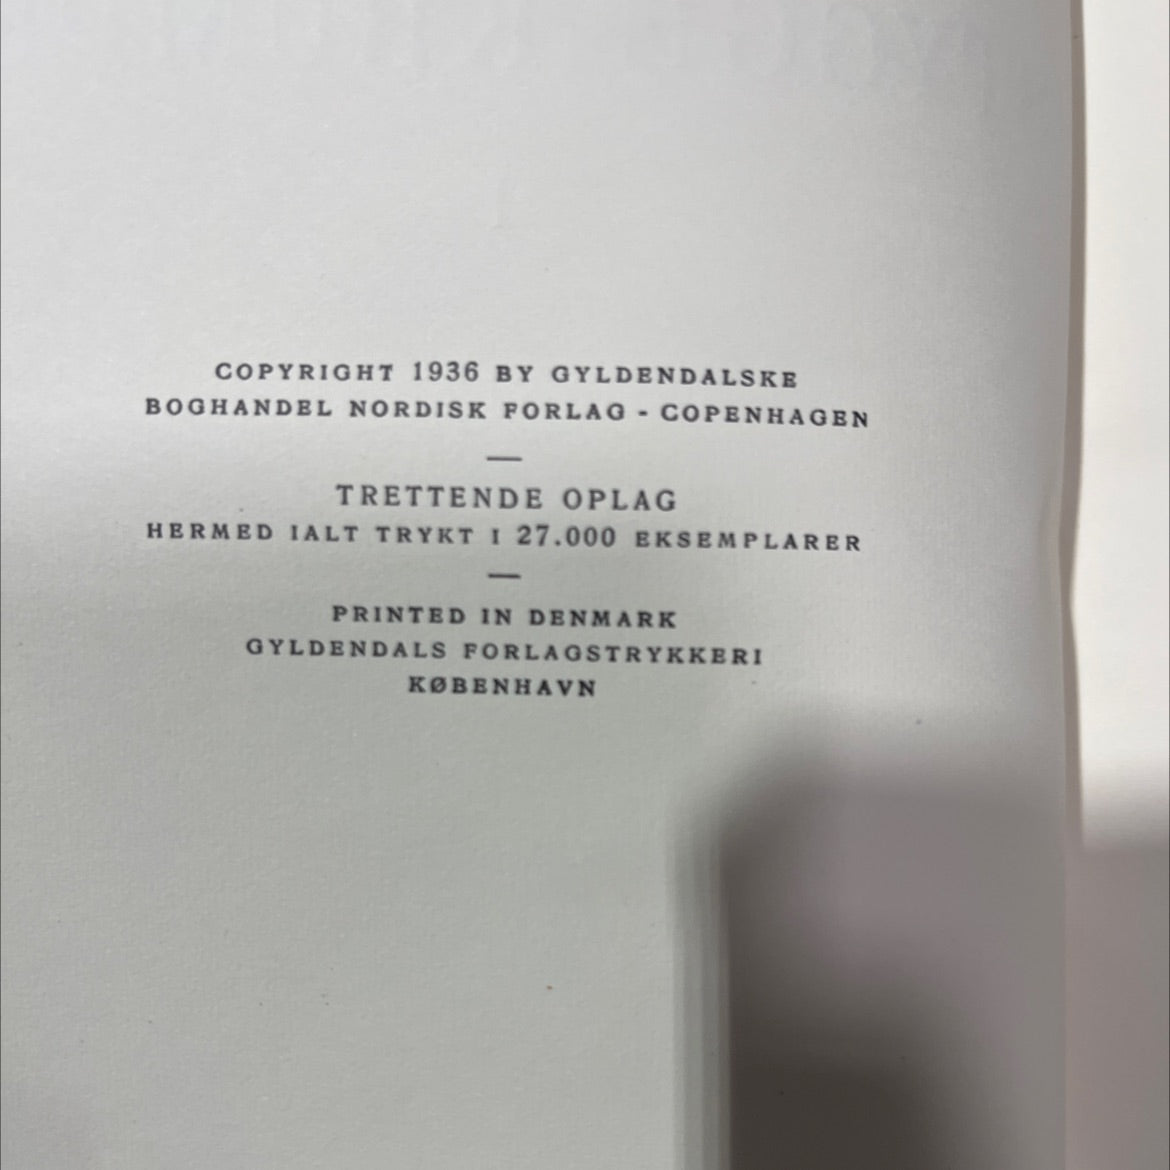 COPYRIGHT 1936 BY GYLDENDALSKE
BOGHANDEL NORDISK FORLAG - COPENHAGEN
TRETTENDE OPLAG
HERMED IALT TRYKT I 27.000 EKSEMPLARER
PRINTED IN DENMARK
GYLDENDALS FORLAGSTRYKKERI
KØBENHAVN